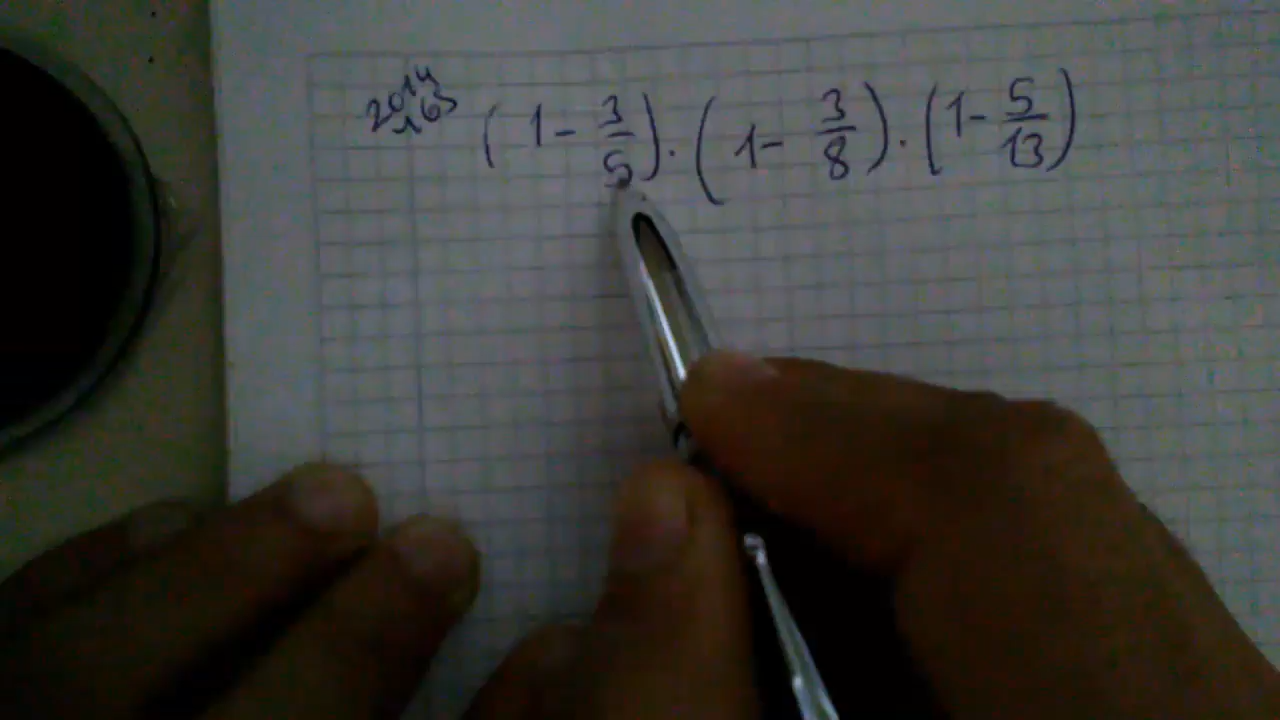 2014
163 (1 - 3/5) · (1 - 3/8) · (1 - 5/13)